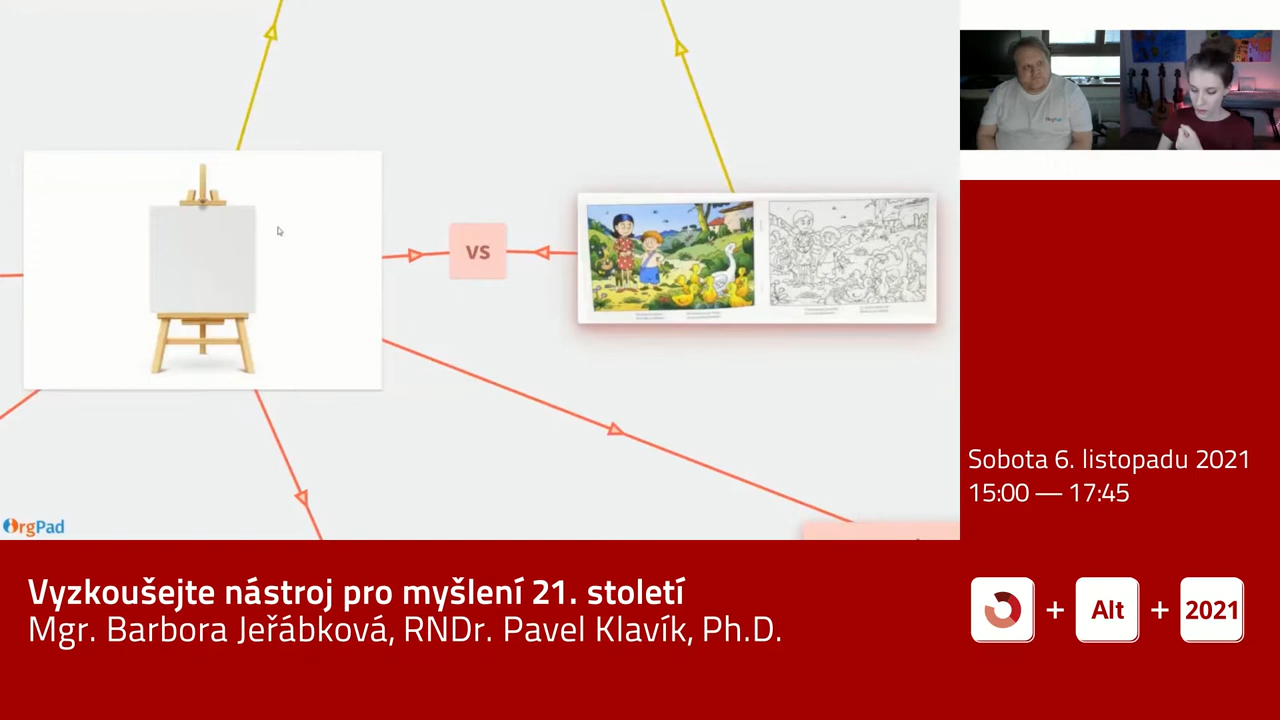 VS
OrgPad
OrgPad
Sobota 6. listopadu 2021
15:00 — 17:45
Vyzkoušejte nástroj pro myšlení 21. století
Mgr. Barbora Jeřábková, RNDr. Pavel Klavík, Ph.D.
+ Alt + 2021